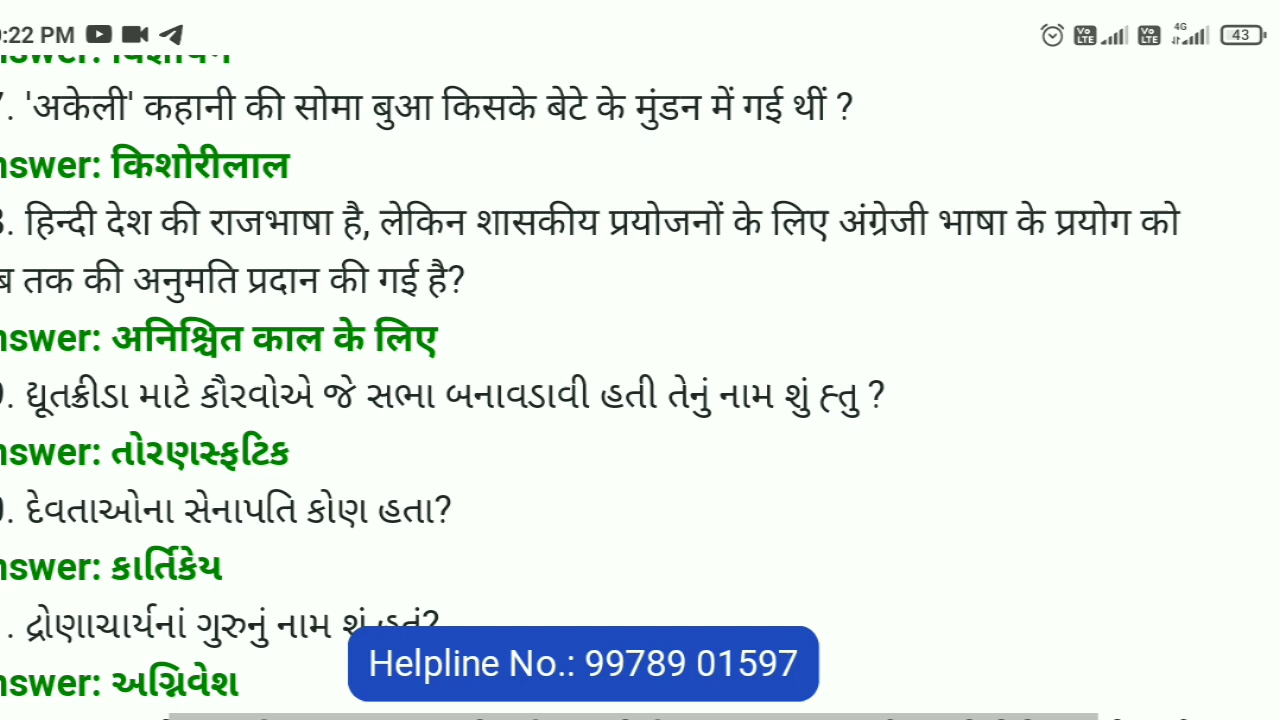 :22 PM
4G
43
. 'अकेली' कहानी की सोमा बुआ किसके बेटे के मुंडन में गई थीं ?
nswer: किशोरीलाल
. हिन्दी देश की राजभाषा है, लेकिन शासकीय प्रयोजनों के लिए अंग्रेजी भाषा के प्रयोग को
ब तक की अनुमति प्रदान की गई है?
nswer: अनिश्चित काल के लिए
. દ્યૂતક્રીડા માટે કૌરવોએ જે સભા બનાવડાવી હતી તેનું નામ શું હ્તુ ?
nswer: તોરણસ્ફટિક
. દેવતાઓના સેનાપતિ કોણ હતા?
nswer: કાર્તિકેય
. દ્રોણાચાર્યનાં ગુરુનું નામ શું હતું?
nswer: અગ્નિવેશ
Helpline No.: 99789 01597